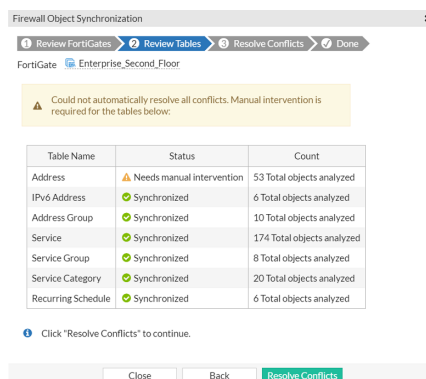 Firewall Object Synchronization
1 Review FortiGates 2 Review Tables 3 Resolve Conflicts Done
FortiGate Enterprise_Second_Floor
Could not automatically resolve all conflicts. Manual intervention is
required for the tables below:
Table Name Status Count
Address Needs manual intervention 53 Total objects analyzed
IPv6 Address Synchronized 6 Total objects analyzed
Address Group Synchronized 10 Total objects analyzed
Service Synchronized 174 Total objects analyzed
Service Group Synchronized 8 Total objects analyzed
Service Category Synchronized 20 Total objects analyzed
Recurring Schedule Synchronized 6 Total objects analyzed
Click "Resolve Conflicts" to continue.
Close Back Resolve Conflicts